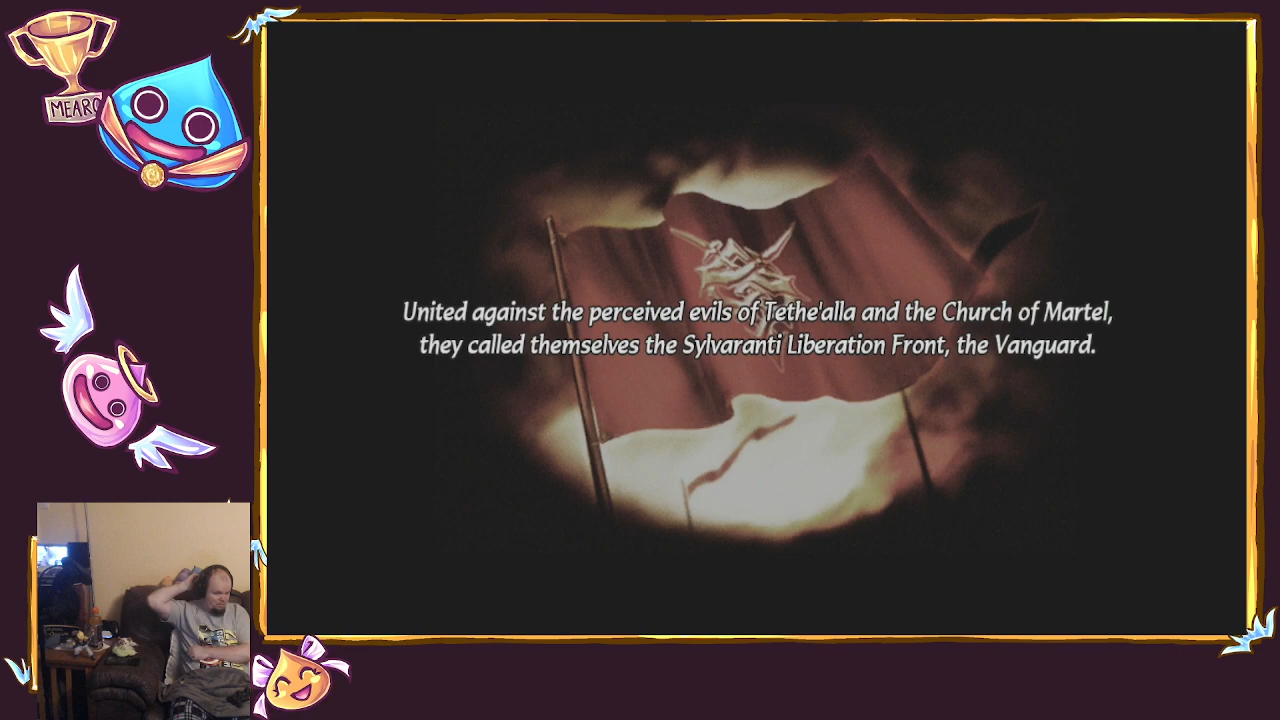 MEARC
United against the perceived evils of Tethe'alla and the Church of Martel,
they called themselves the Sylvaranti Liberation Front, the Vanguard.